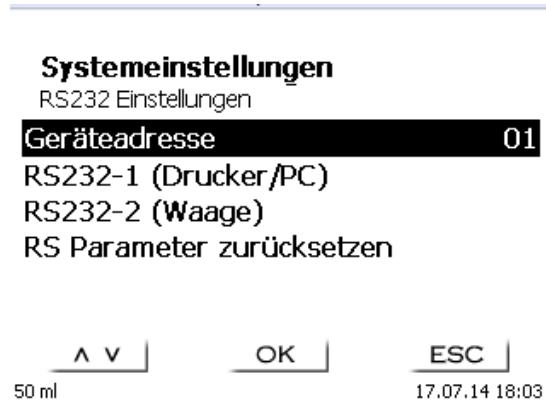 Systemeinstellungen
RS232 Einstellungen
Geräteadresse 01
RS232-1 (Drucker/PC)
RS232-2 (Waage)
RS Parameter zurücksetzen
∧ ∨ OK ESC
50 ml 17.07.14 18:03